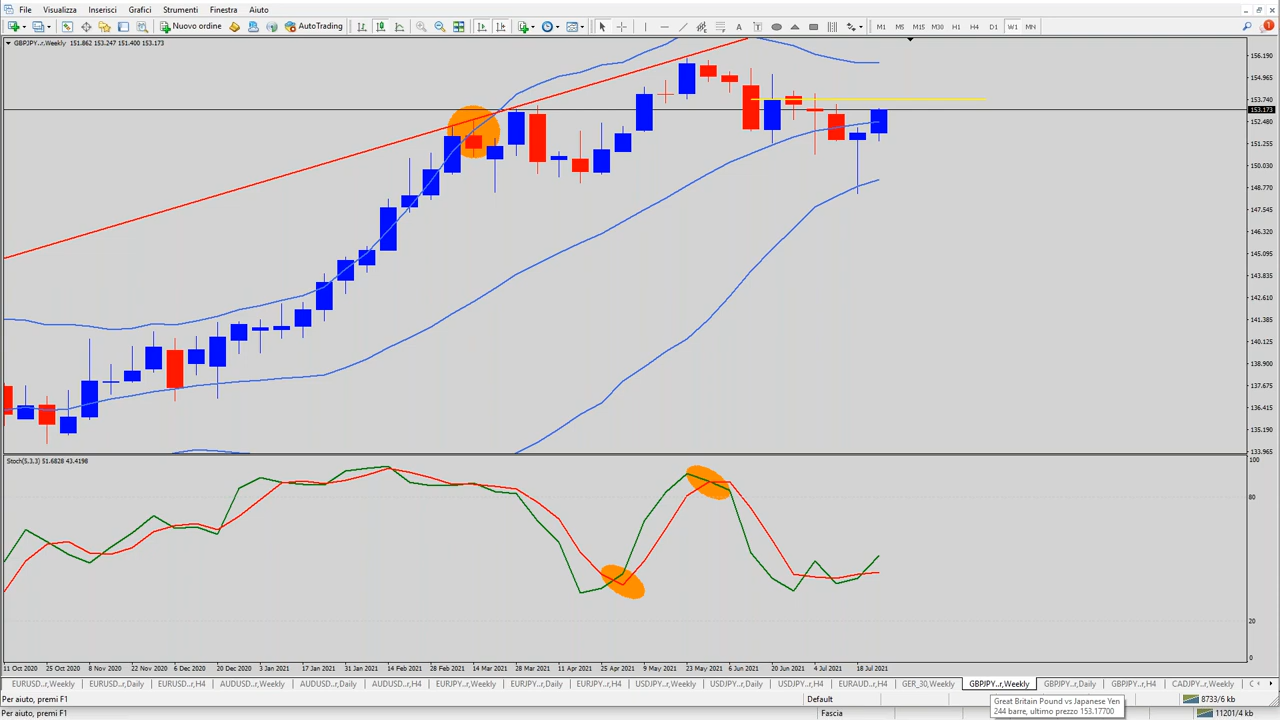 File Visualizza Inserisci Grafici Strumenti Finestra Aiuto
Nuovo ordine AutoTrading A T M1 M5 M15 M30 H1 H4 D1 W1 MN
GBPJPY..r,Weekly 151.862 153.247 151.400 153.173
156.190
154.965
153.740
153.173
152.480
151.255
150.030
148.770
147.545
146.320
145.095
143.835
142.610
141.385
140.125
138.900
137.675
136.415
135.190
133.965
Stoch(5,3,3) 51.6828 43.4198
100
80
20
0
11 Oct 2020 25 Oct 2020 8 Nov 2020 22 Nov 2020 6 Dec 2020 20 Dec 2020 3 Jan 2021 17 Jan 2021 31 Jan 2021 14 Feb 2021 28 Feb 2021 14 Mar 2021 28 Mar 2021 11 Apr 2021 25 Apr 2021 9 May 2021 23 May 2021 6 Jun 2021 20 Jun 2021 4 Jul 2021 18 Jul 2021
EURUSD..r,Weekly EURUSD..r,Daily EURUSD..r,H4 AUDUSD..r,Weekly AUDUSD..r,Daily AUDUSD..r,H4 EURJPY..r,Weekly EURJPY..r,Daily EURJPY..r,H4 USDJPY..r,Weekly USDJPY..r,Daily USDJPY..r,H4 EURAUD..r,H4 GER_30,Weekly GBPJPY..r,Weekly GBPJPY..r,Daily GBPJPY..r,H4 CADJPY..r,Weekly C
Per aiuto, premi F1 Default 8733/6 kb
Great Britain Pound vs Japanese Yen
244 barre, ultimo prezzo 153.17700
Per aiuto, premi F1 Fascia 11201/4 kb